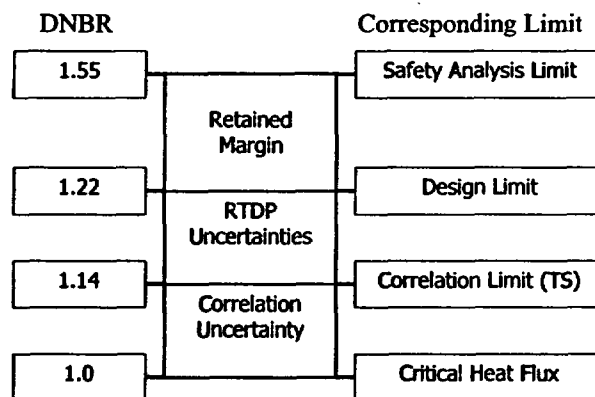 DNBR
Corresponding Limit
1.55
Safety Analysis Limit
Retained
Margin
1.22
Design Limit
RTDP
Uncertainties
1.14
Correlation Limit (TS)
Correlation
Uncertainty
1.0
Critical Heat Flux